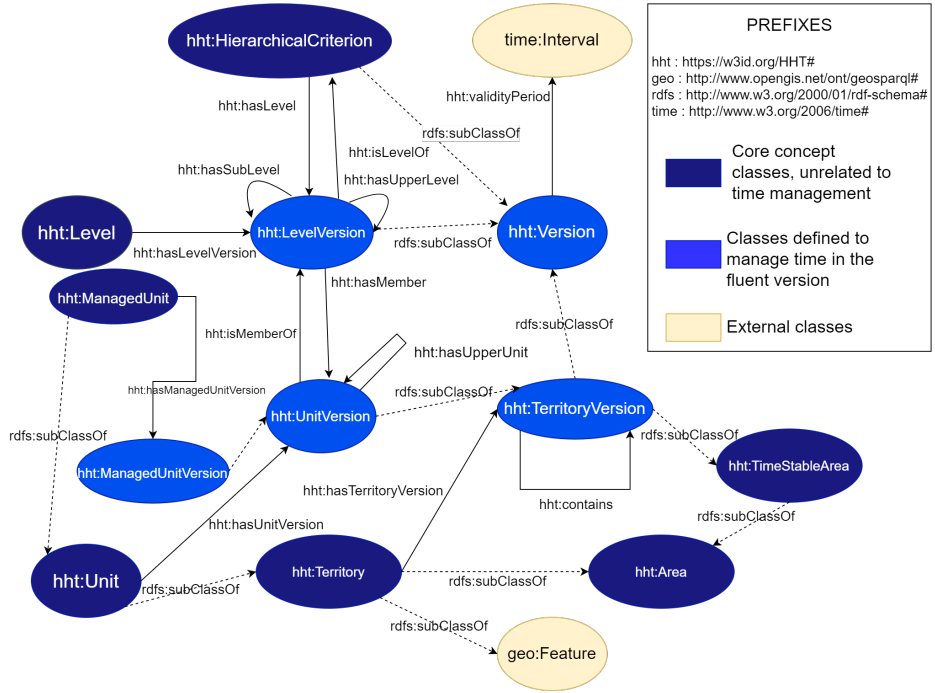 hht:HierarchicalCriterion
time:Interval
PREFIXES
hht : https://w3id.org/HHT#
geo : http://www.opengis.net/ont/geosparql#
rdfs : http://www.w3.org/2000/01/rdf-schema#
time : http://www.w3.org/2006/time#
Core concept
classes, unrelated to
time management
Classes defined to
manage time in the
fluent version
External classes
hht:hasLevel
hht:validityPeriod
rdfs:subClassOf
hht:isLevelOf
hht:hasSubLevel
hht:hasUpperLevel
hht:Level
hht:LevelVersion
hht:Version
hht:hasLevelVersion
rdfs:subClassOf
hht:ManagedUnit
hht:hasMember
hht:isMemberOf
rdfs:subClassOf
hht:hasUpperUnit
hht:hasManagedUnitVersion
rdfs:subClassOf
hht:UnitVersion
hht:TerritoryVersion
rdfs:subClassOf
rdfs:subClassOf
hht:ManagedUnitVersion
hht:TimeStableArea
hht:hasTerritoryVersion
hht:contains
hht:hasUnitVersion
rdfs:subClassOf
hht:Unit
rdfs:subClassOf
hht:Territory
rdfs:subClassOf
hht:Area
rdfs:subClassOf
geo:Feature